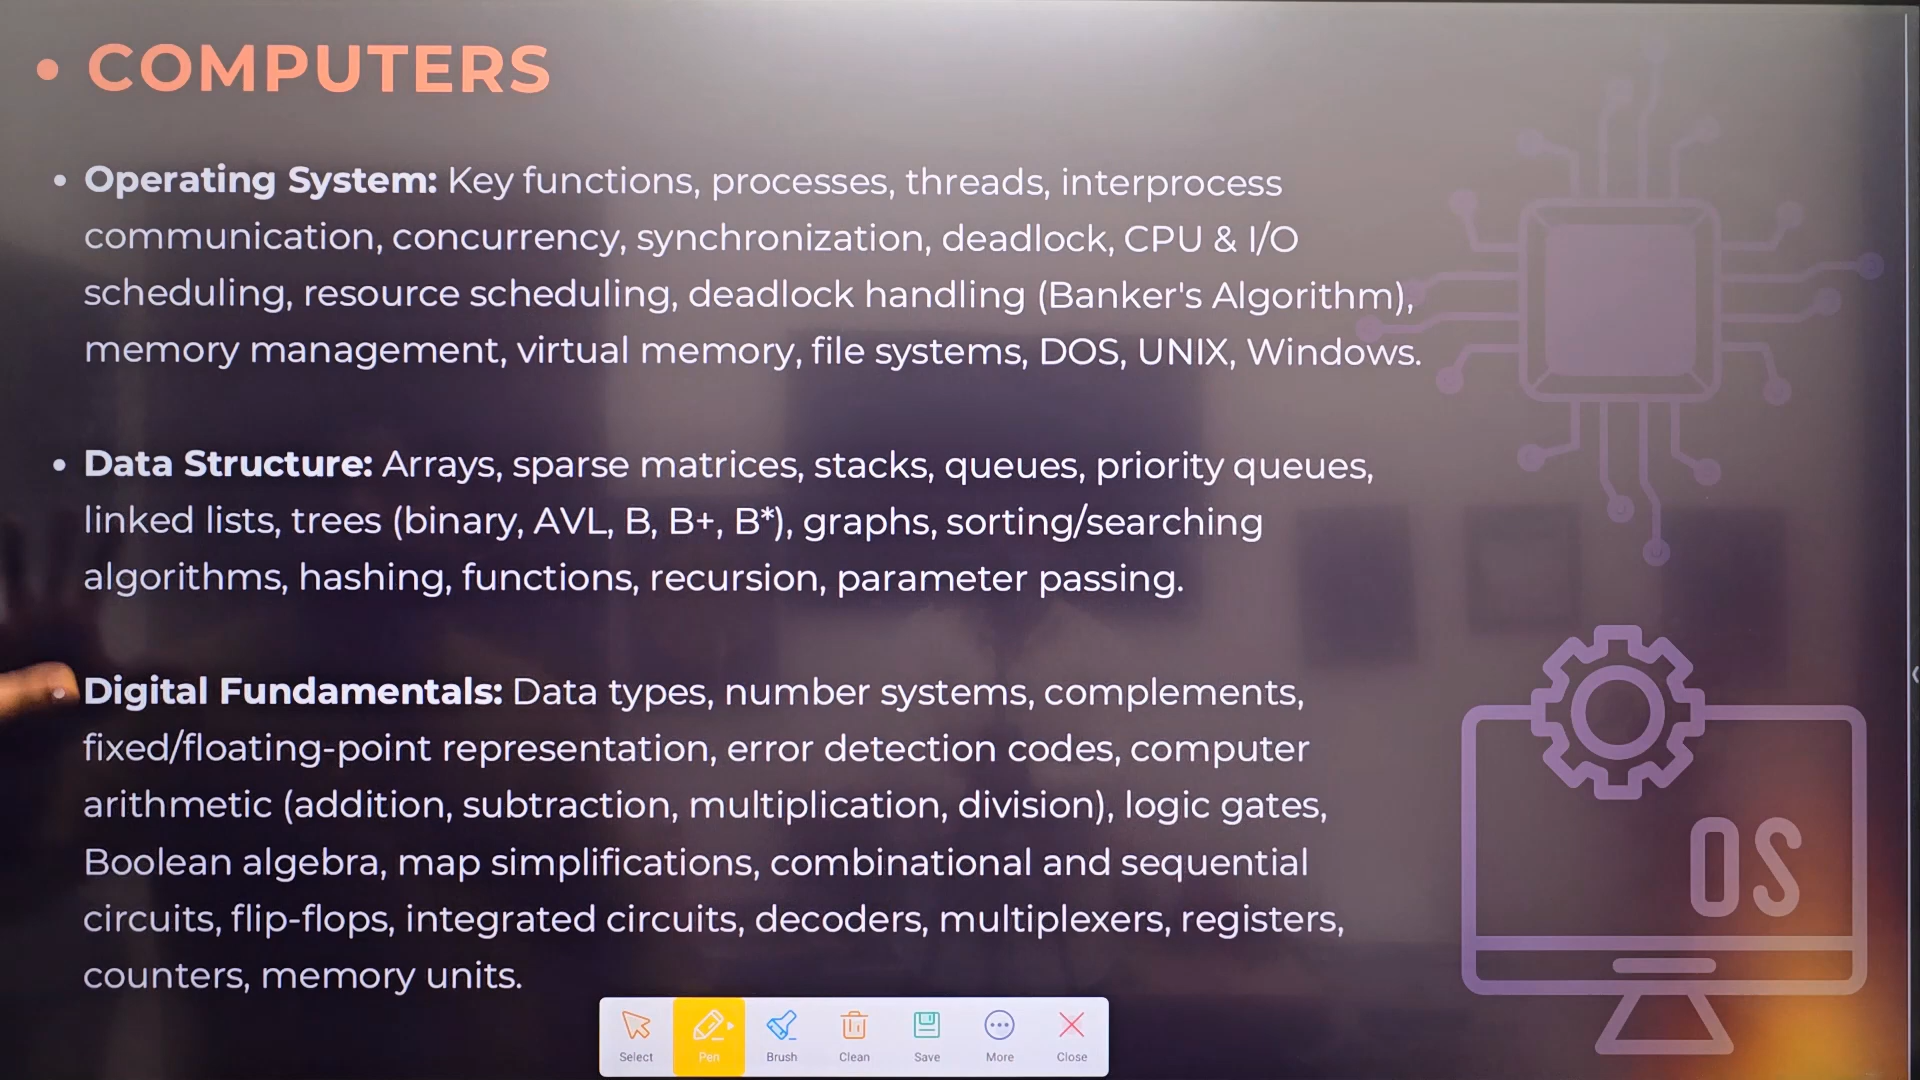 • COMPUTERS
• Operating System: Key functions, processes, threads, interprocess
communication, concurrency, synchronization, deadlock, CPU & I/O
scheduling, resource scheduling, deadlock handling (Banker's Algorithm),
memory management, virtual memory, file systems, DOS, UNIX, Windows.
• Data Structure: Arrays, sparse matrices, stacks, queues, priority queues,
linked lists, trees (binary, AVL, B, B+, B*), graphs, sorting/searching
algorithms, hashing, functions, recursion, parameter passing.
• Digital Fundamentals: Data types, number systems, complements,
fixed/floating-point representation, error detection codes, computer
arithmetic (addition, subtraction, multiplication, division), logic gates,
Boolean algebra, map simplifications, combinational and sequential
circuits, flip-flops, integrated circuits, decoders, multiplexers, registers,
counters, memory units.
OS
Select Pen Brush Clean Save More Close